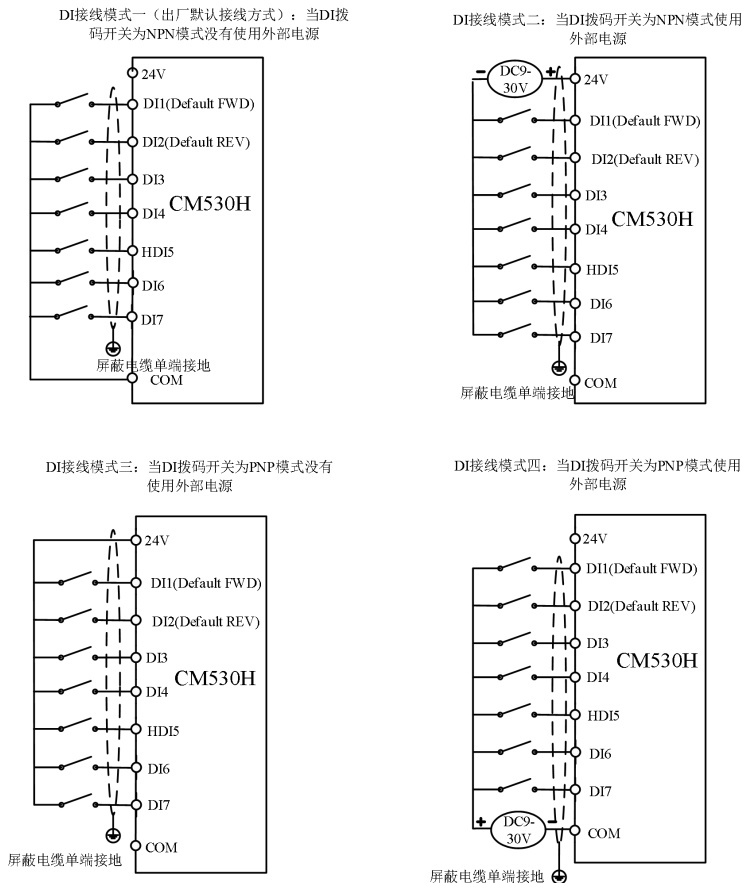 DI接线模式一（出厂默认接线方式）：当DI拨
码开关为NPN模式没有使用外部电源
24V
DI1(Default FWD)
DI2(Default REV)
DI3
DI4
CM530H
HDI5
DI6
DI7
屏蔽电缆单端接地
COM
DI接线模式二：当DI拨码开关为NPN模式使用
外部电源
-
DC9-
30V
+
24V
DI1(Default FWD)
DI2(Default REV)
DI3
DI4
CM530H
HDI5
DI6
DI7
COM
屏蔽电缆单端接地
DI接线模式三：当DI拨码开关为PNP模式没有
使用外部电源
24V
DI1(Default FWD)
DI2(Default REV)
DI3
CM530H
DI4
HDI5
DI6
DI7
COM
屏蔽电缆单端接地
DI接线模式四：当DI拨码开关为PNP模式使用
外部电源
24V
DI1(Default FWD)
DI2(Default REV)
DI3
CM530H
DI4
HDI5
DI6
DI7
+
DC9-
30V
-
COM
屏蔽电缆单端接地